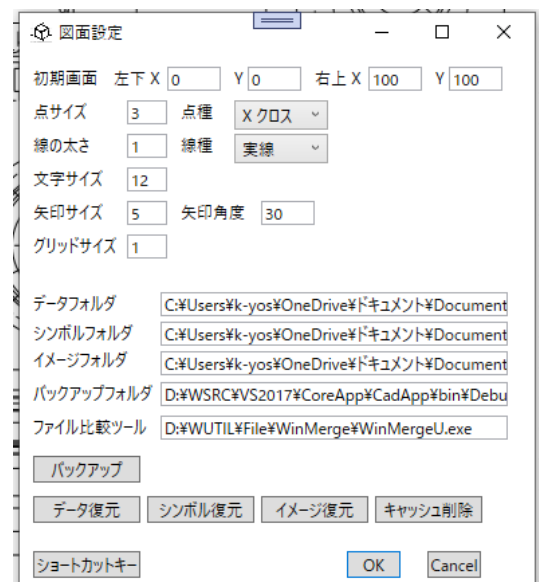 図面設定
初期画面 左下 X 0 Y 0 右上 X 100 Y 100
点サイズ 3 点種 X クロス
線の太さ 1 線種 実線
文字サイズ 12
矢印サイズ 5 矢印角度 30
グリッドサイズ 1
データフォルダ C:¥Users¥k-yos¥OneDrive¥ドキュメント¥Document
シンボルフォルダ C:¥Users¥k-yos¥OneDrive¥ドキュメント¥Document
イメージフォルダ C:¥Users¥k-yos¥OneDrive¥ドキュメント¥Document
バックアップフォルダ D:¥WSRC¥VS2017¥CoreApp¥CadApp¥bin¥Debu
ファイル比較ツール D:¥WUTIL¥File¥WinMerge¥WinMergeU.exe
バックアップ
データ復元 シンボル復元 イメージ復元 キャッシュ削除
ショートカットキー OK Cancel